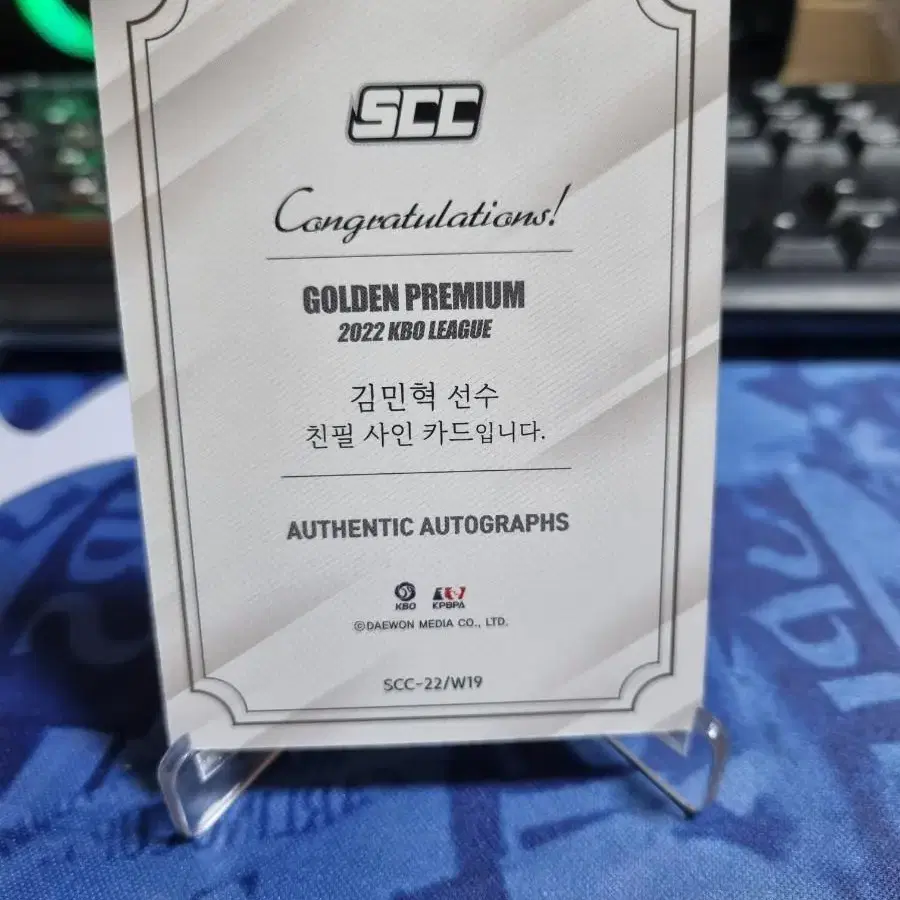 SCC
Congratulations!
GOLDEN PREMIUM
2022 KBO LEAGUE
김민혁 선수
친필 사인 카드입니다.
AUTHENTIC AUTOGRAPHS
KBO KPBPA
©DAEWON MEDIA CO., LTD.
SCC-22/W19